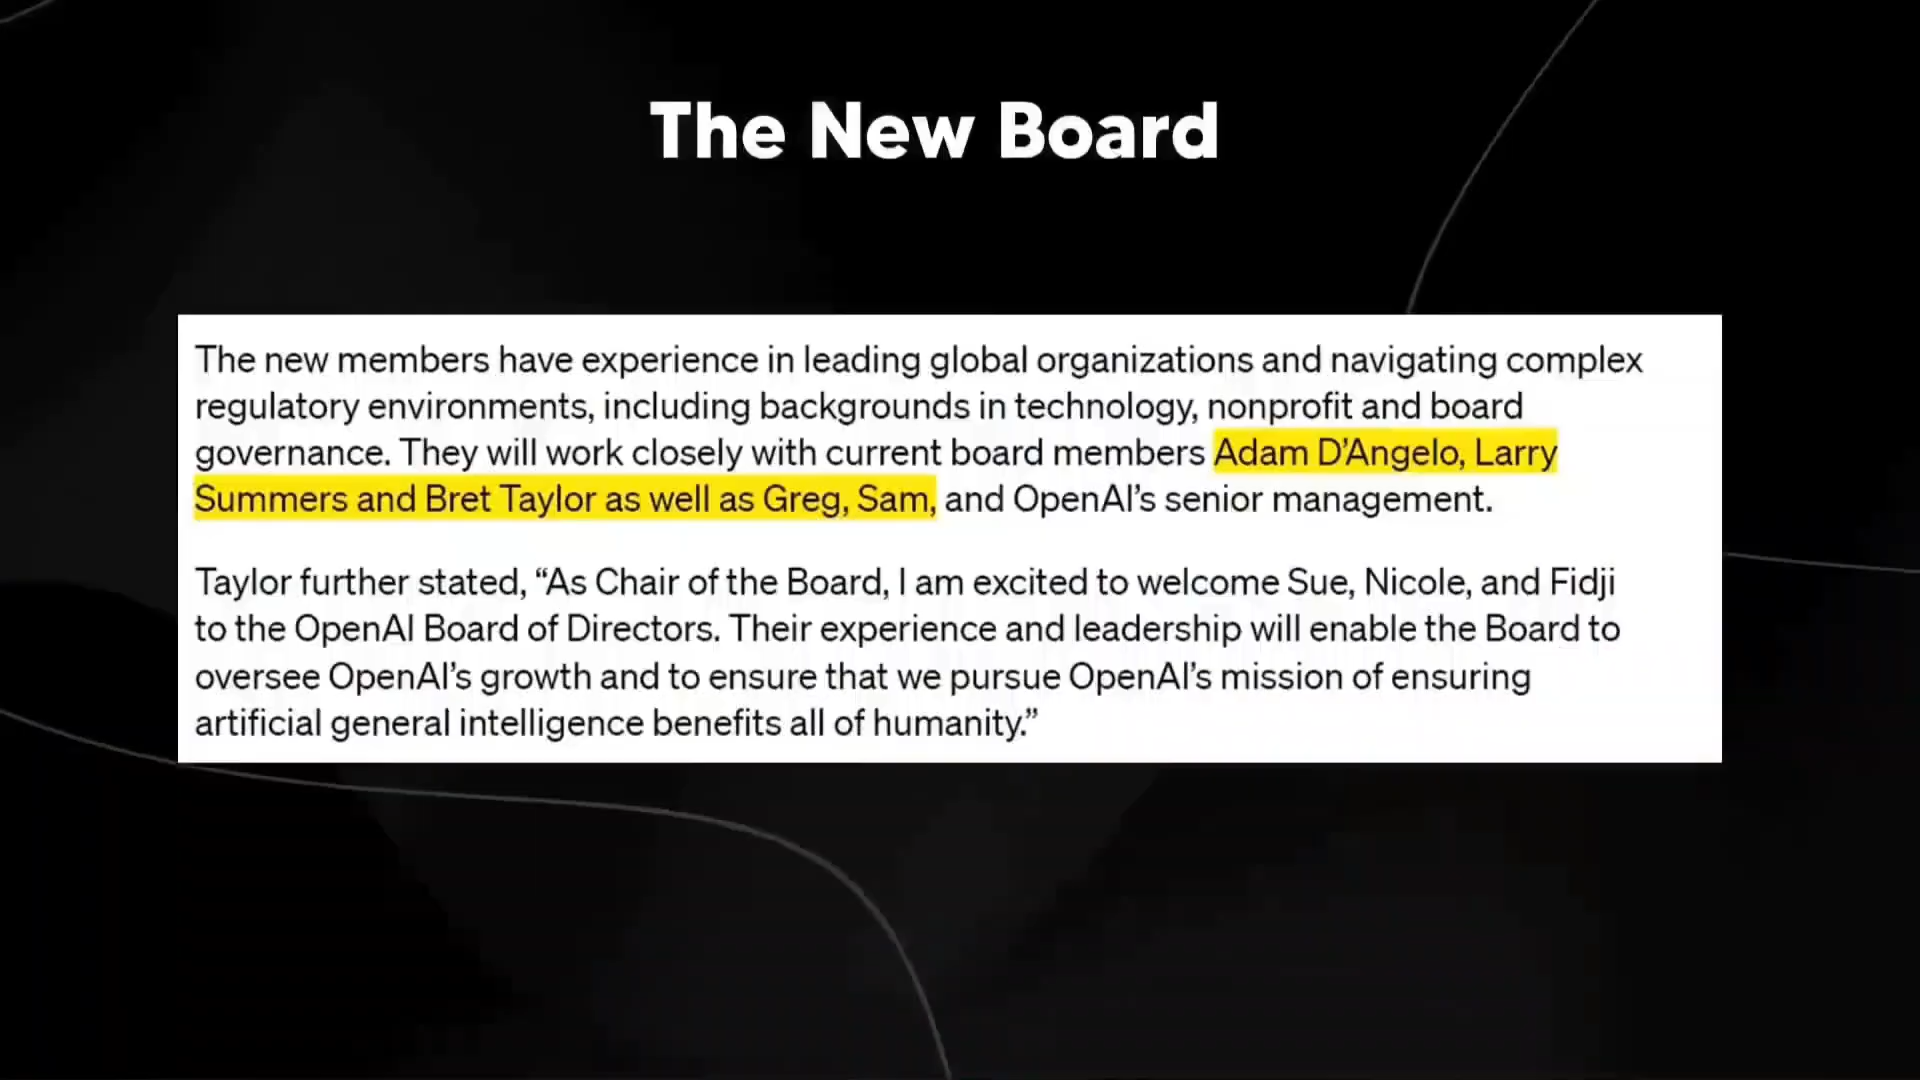 The New Board
The new members have experience in leading global organizations and navigating complex
regulatory environments, including backgrounds in technology, nonprofit and board
governance. They will work closely with current board members Adam D’Angelo, Larry
Summers and Bret Taylor as well as Greg, Sam, and OpenAI’s senior management.
Taylor further stated, “As Chair of the Board, I am excited to welcome Sue, Nicole, and Fidji
to the OpenAI Board of Directors. Their experience and leadership will enable the Board to
oversee OpenAI’s growth and to ensure that we pursue OpenAI’s mission of ensuring
artificial general intelligence benefits all of humanity.”